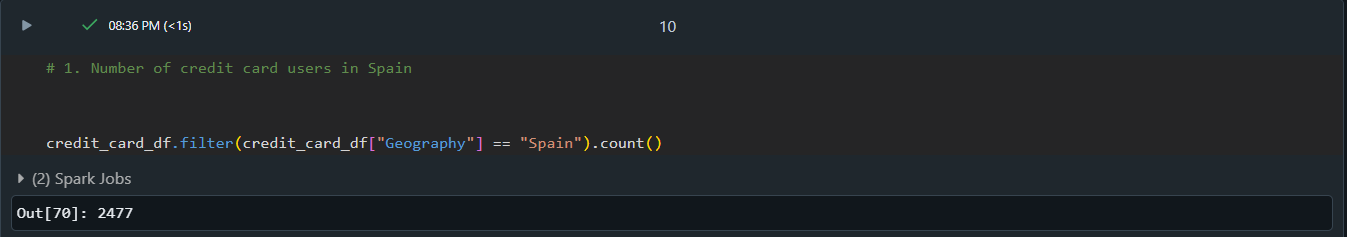 08:36 PM (<1s)
10
# 1. Number of credit card users in Spain
credit_card_df.filter(credit_card_df["Geography"] == "Spain").count()
(2) Spark Jobs
Out[70]: 2477